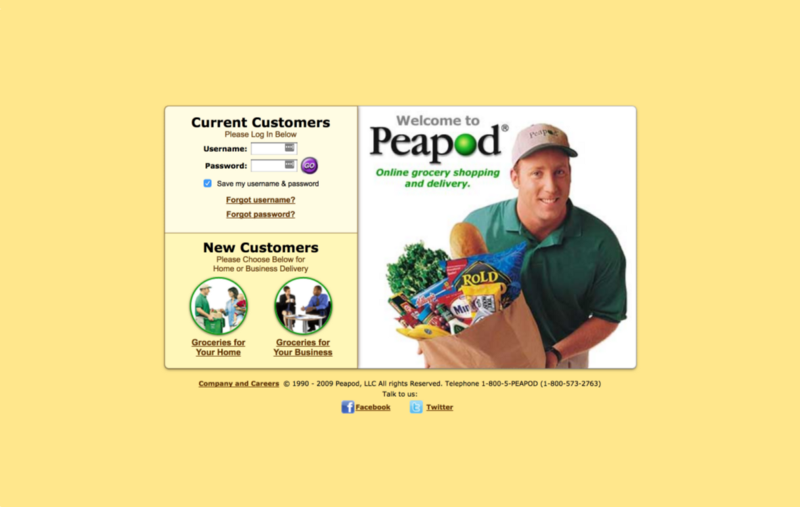 Current Customers
Please Log In Below
Username:
Password:
GO
Save my username & password
Forgot username?
Forgot password?
New Customers
Please Choose Below for
Home or Business Delivery
Groceries for
Your Home
Groceries for
Your Business
Welcome to
Peapod®
Online grocery shopping
and delivery.
Peapod
ROLD
Company and Careers © 1990 - 2009 Peapod, LLC All rights Reserved. Telephone 1-800-5-PEAPOD (1-800-573-2763)
Talk to us:
Facebook Twitter